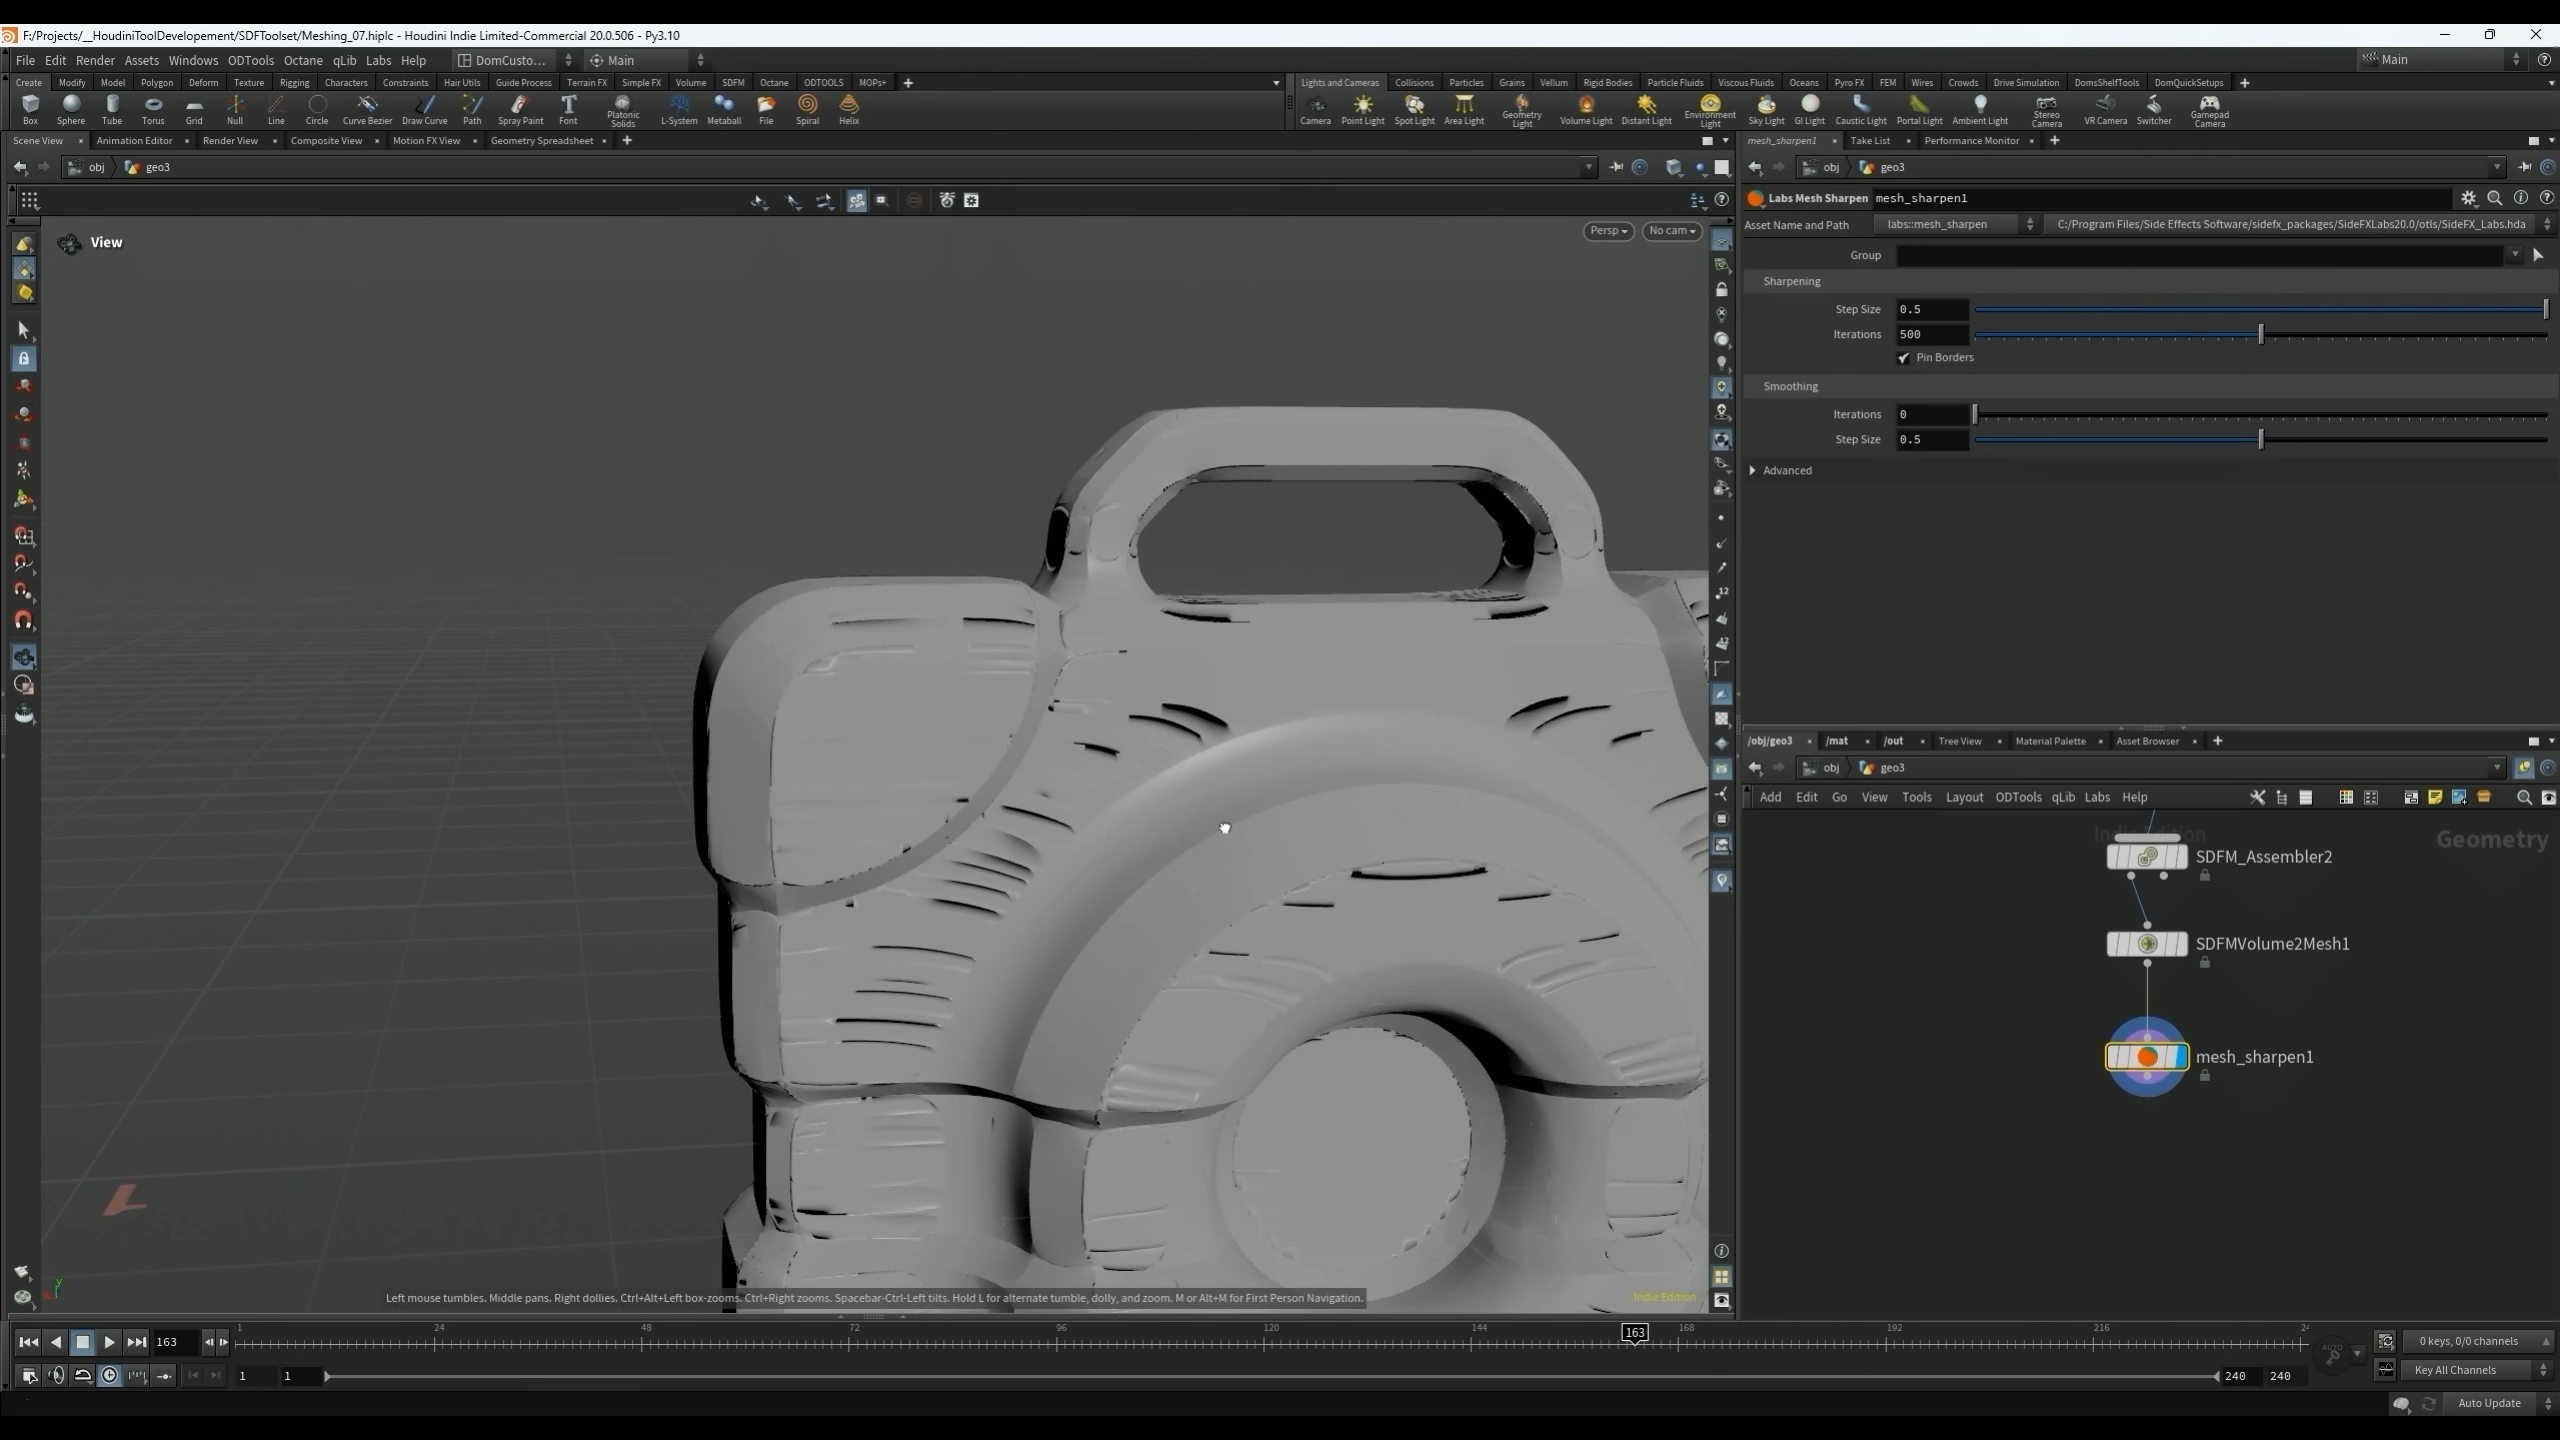 F:/Projects/__HoudiniToolDevelopement/SDFToolset/Meshing_07.hiplc - Houdini Indie Limited-Commercial 20.0.506 - Py3.10
File Edit Render Assets Windows ODTools Octane qLib Labs Help DomCusto... Main Main
Create Modify Model Polygon Deform Texture Rigging Characters Constraints Hair Utils Guide Process Terrain FX Simple FX Volume SDFM Octane ODTOOLS MOPs+
Lights and Cameras Collisions Particles Grains Vellum Rigid Bodies Particle Fluids Viscous Fluids Oceans Pyro FX FEM Wires Crowds Drive Simulation DomsShelfTools DomQuickSetups
Box Sphere Tube Torus Grid Null Line Circle Curve Bezier Draw Curve Path Spray Paint Font Platonic Solids L-System Metaball File Spiral Helix
Camera Point Light Spot Light Area Light Geometry Light Volume Light Distant Light Environment Light Sky Light GI Light Caustic Light Portal Light Ambient Light Stereo Camera VR Camera Switcher Gamepad Camera
Scene View Animation Editor Render View Composite View Motion FX View Geometry Spreadsheet
obj geo3
View
Persp No cam
Left mouse tumbles. Middle pans. Right dollies. Ctrl+Alt+Left box-zooms. Ctrl+Right zooms. Spacebar-Ctrl-Left tilts. Hold L for alternate tumble, dolly, and zoom. M or Alt+M for First Person Navigation.
Indie Edition
mesh_sharpen1 Take List Performance Monitor
obj geo3
Labs Mesh Sharpen mesh_sharpen1
Asset Name and Path labs::mesh_sharpen C:/Program Files/Side Effects Software/sidefx_packages/SideFXLabs20.0/otls/SideFX_Labs.hda
Group
Sharpening
Step Size 0.5
Iterations 500
Pin Borders
Smoothing
Iterations 0
Step Size 0.5
Advanced
/obj/geo3 /mat /out Tree View Material Palette Asset Browser
obj geo3
Add Edit Go View Tools Layout ODTools qLib Labs Help
Indie Edition
Geometry
SDFM_Assembler2
SDFMVolume2Mesh1
mesh_sharpen1
163 1 24 48 72 96 120 144 163 168 192 216
0 keys, 0/0 channels
1 1 240 240
AUTO
Key All Channels
Auto Update